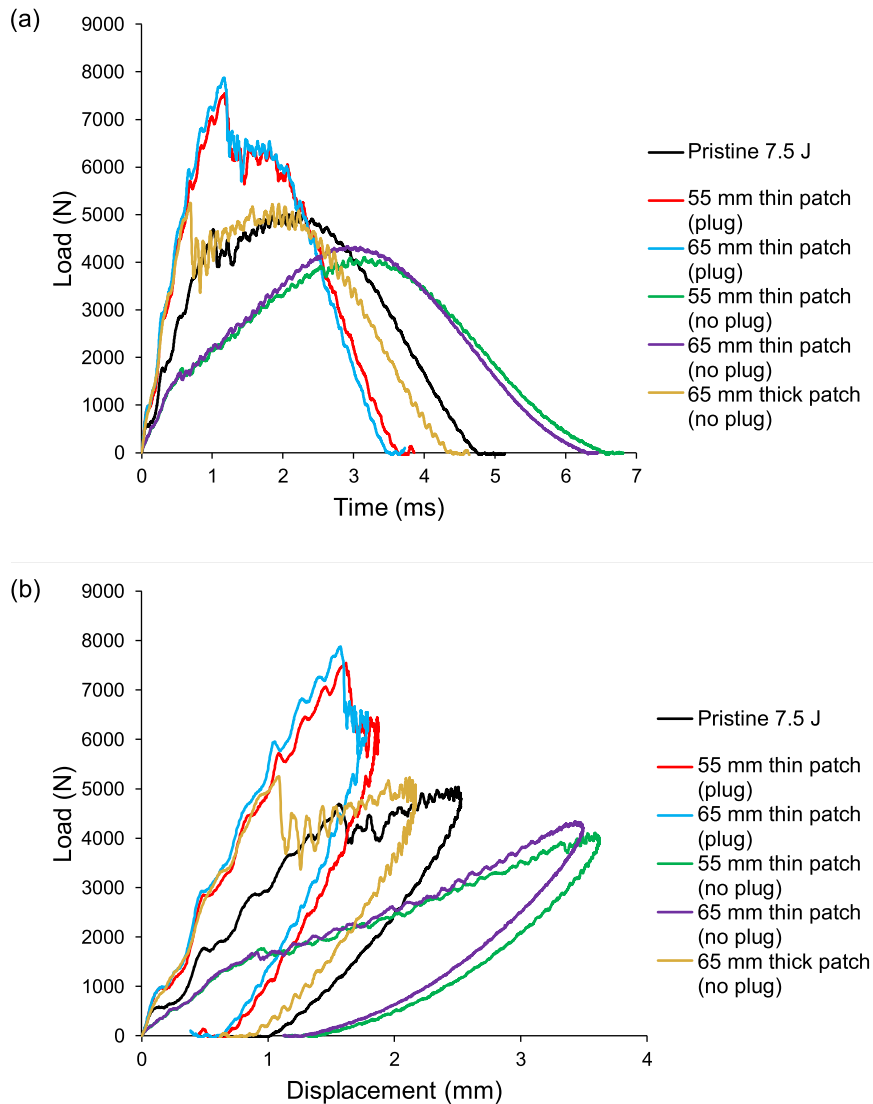 (a)
9000
8000
7000
6000
5000
4000
3000
2000
1000
0
Load (N)
0 1 2 3 4 5 6 7
Time (ms)
Pristine 7.5 J
55 mm thin patch
(plug)
65 mm thin patch
(plug)
55 mm thin patch
(no plug)
65 mm thin patch
(no plug)
65 mm thick patch
(no plug)
(b)
9000
8000
7000
6000
5000
4000
3000
2000
1000
0
Load (N)
0 1 2 3 4
Displacement (mm)
Pristine 7.5 J
55 mm thin patch
(plug)
65 mm thin patch
(plug)
55 mm thin patch
(no plug)
65 mm thin patch
(no plug)
65 mm thick patch
(no plug)